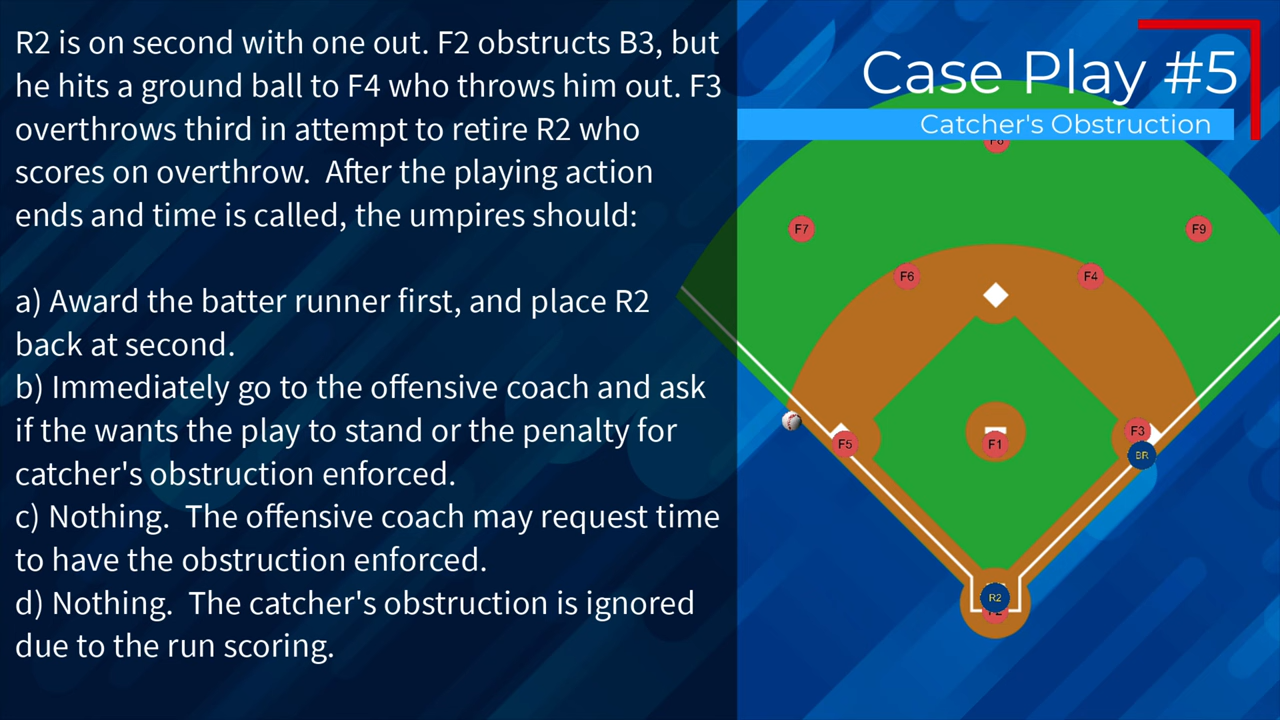 R2 is on second with one out. F2 obstructs B3, but
he hits a ground ball to F4 who throws him out. F3
overthrows third in attempt to retire R2 who
scores on overthrow.  After the playing action
ends and time is called, the umpires should:
a) Award the batter runner first, and place R2
back at second.
b) Immediately go to the offensive coach and ask
if the wants the play to stand or the penalty for
catcher's obstruction enforced.
c) Nothing.  The offensive coach may request time
to have the obstruction enforced.
d) Nothing.  The catcher's obstruction is ignored
due to the run scoring.
Case Play #5
Catcher's Obstruction
F8
F7
F9
F6
F4
F5
F1
F3
BR
R2
F2